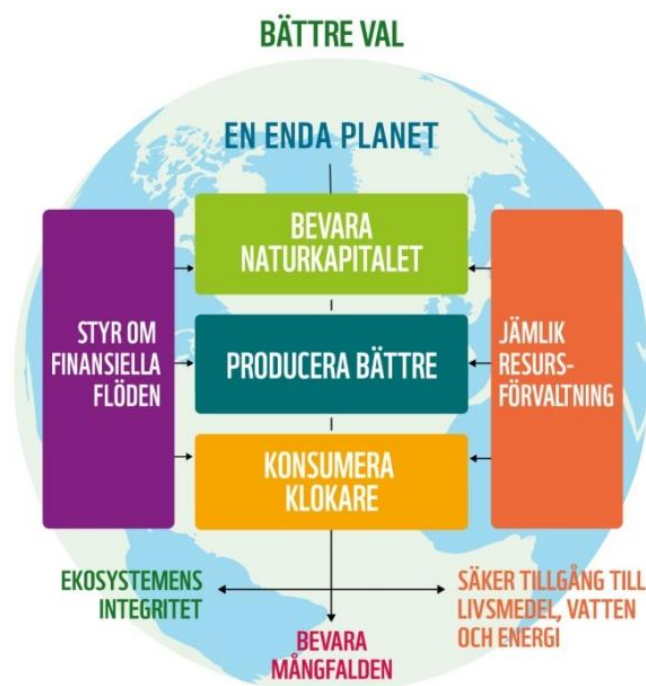 BÄTTRE VAL
EN ENDA PLANET
BEVARA
NATURKAPITALET
STYR OM
FINANSIELLA
FLÖDEN
PRODUCERA BÄTTRE
JÄMLIK
RESURS-
FÖRVALTNING
KONSUMERA
KLOKARE
EKOSYSTEMENS
INTEGRITET
BEVARA
MÅNGFALDEN
SÄKER TILLGÅNG TILL
LIVSMEDEL, VATTEN
OCH ENERGI